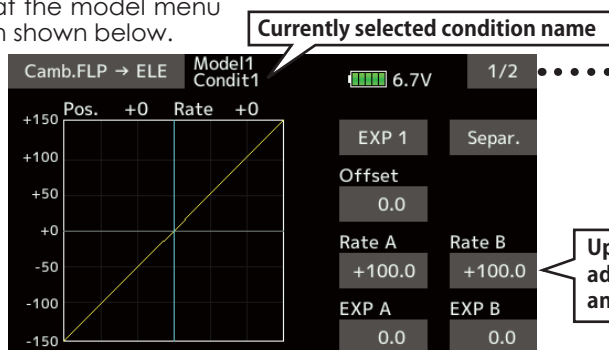 at the model menu
n shown below.
Currently selected condition name
Camb.FLP → ELE
Model1
Condit1
6.7V
1/2
Pos. +0 Rate +0
+150
+100
+50
+0
-50
-100
-150
EXP 1
Separ.
Offset
0.0
Rate A
Rate B
+100.0
+100.0
EXP A
EXP B
0.0
0.0
Up
ad
an